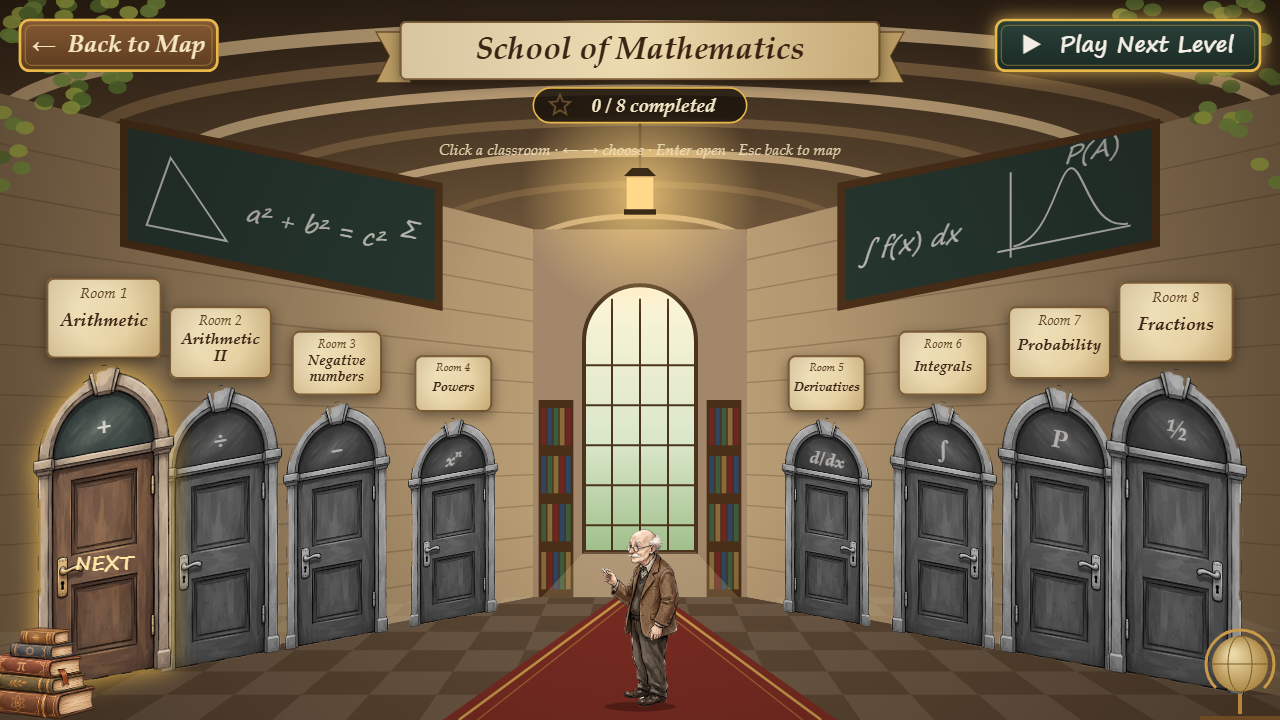 ← Back to Map
School of Mathematics
▶ Play Next Level
0 / 8 completed
Click a classroom · ← → choose · Enter open · Esc back to map
a² + b² = c² Σ
∫ f(x) dx
P(A)
Room 1
Arithmetic
Room 2
Arithmetic
II
Room 3
Negative
numbers
Room 4
Powers
Room 5
Derivatives
Room 6
Integrals
Room 7
Probability
Room 8
Fractions
+
÷
−
xⁿ
d/dx
∫
P
½
NEXT
π